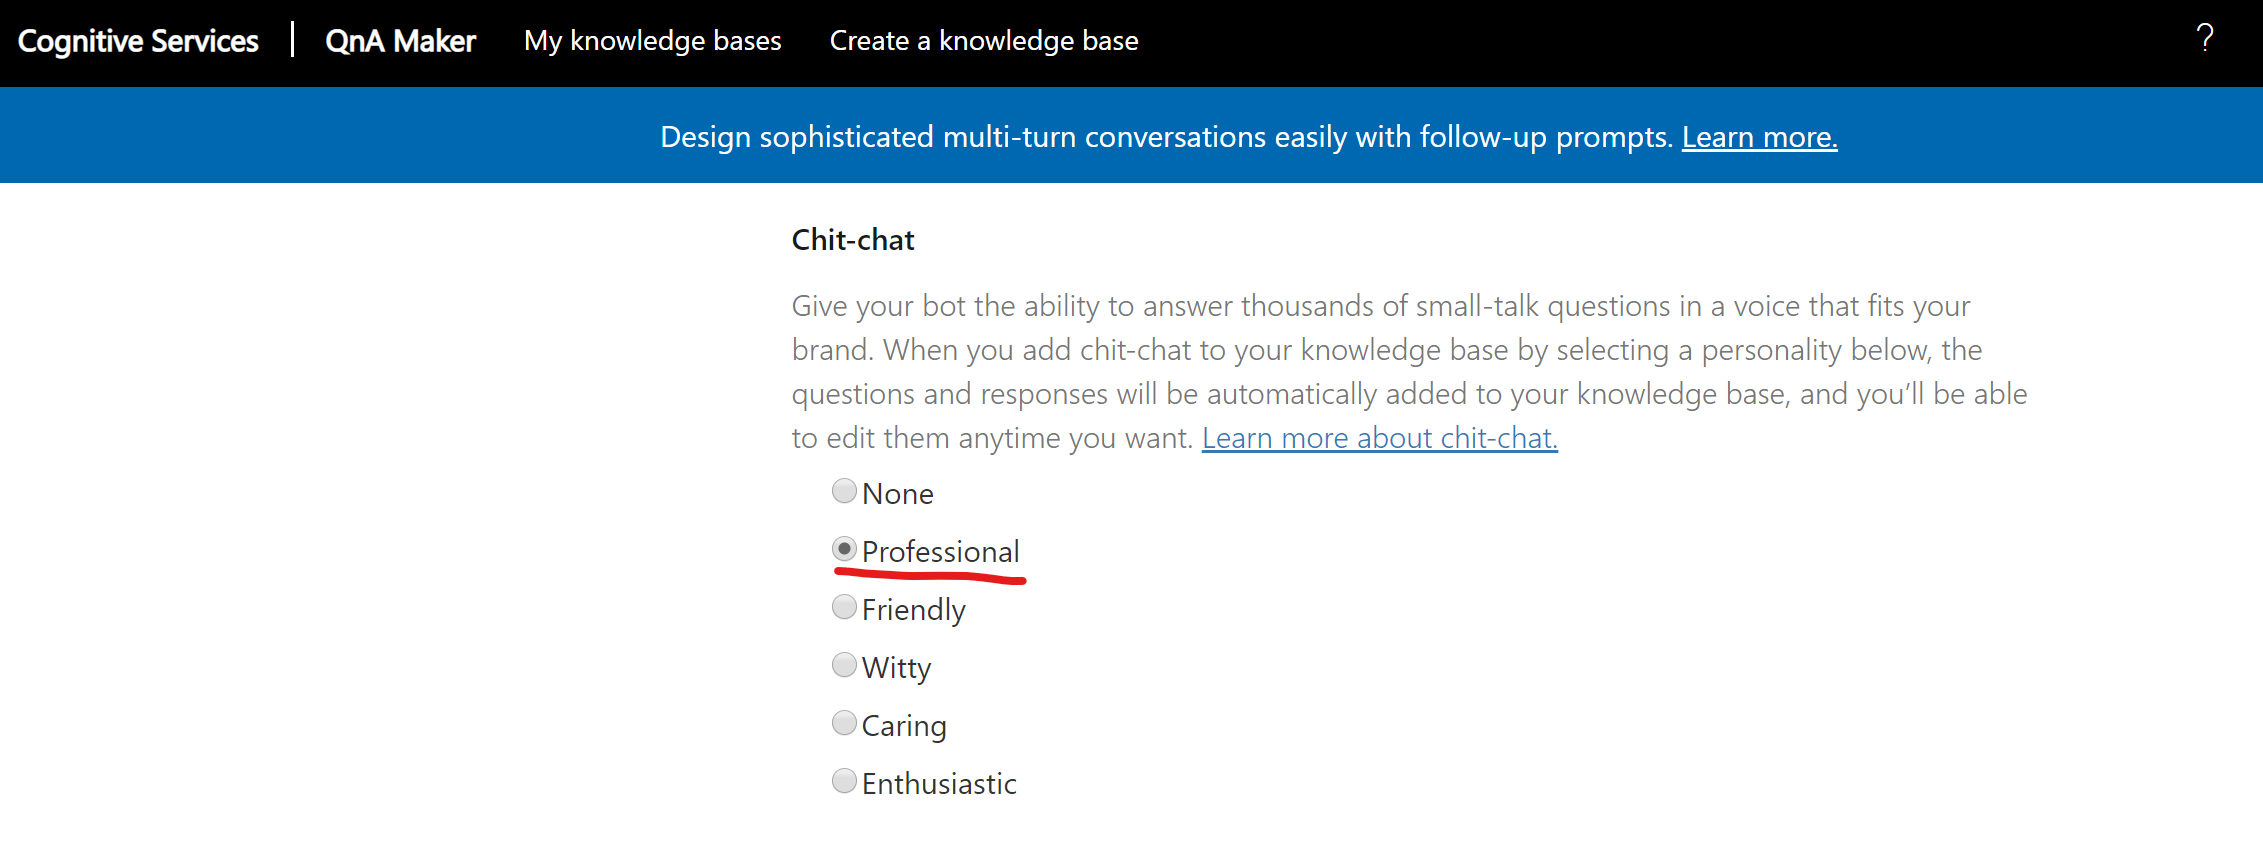 Cognitive Services | QnA Maker My knowledge bases Create a knowledge base ?
Design sophisticated multi-turn conversations easily with follow-up prompts. Learn more.
Chit-chat
Give your bot the ability to answer thousands of small-talk questions in a voice that fits your
brand. When you add chit-chat to your knowledge base by selecting a personality below, the
questions and responses will be automatically added to your knowledge base, and you’ll be able
to edit them anytime you want. Learn more about chit-chat.
None
Professional
Friendly
Witty
Caring
Enthusiastic